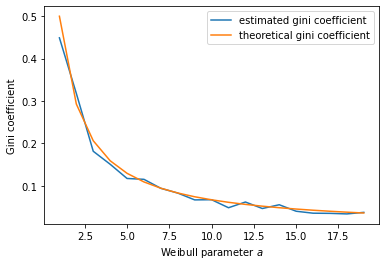 estimated gini coefficient
theoretical gini coefficient
Gini coefficient
0.5
0.4
0.3
0.2
0.1
2.5 5.0 7.5 10.0 12.5 15.0 17.5
Weibull parameter a